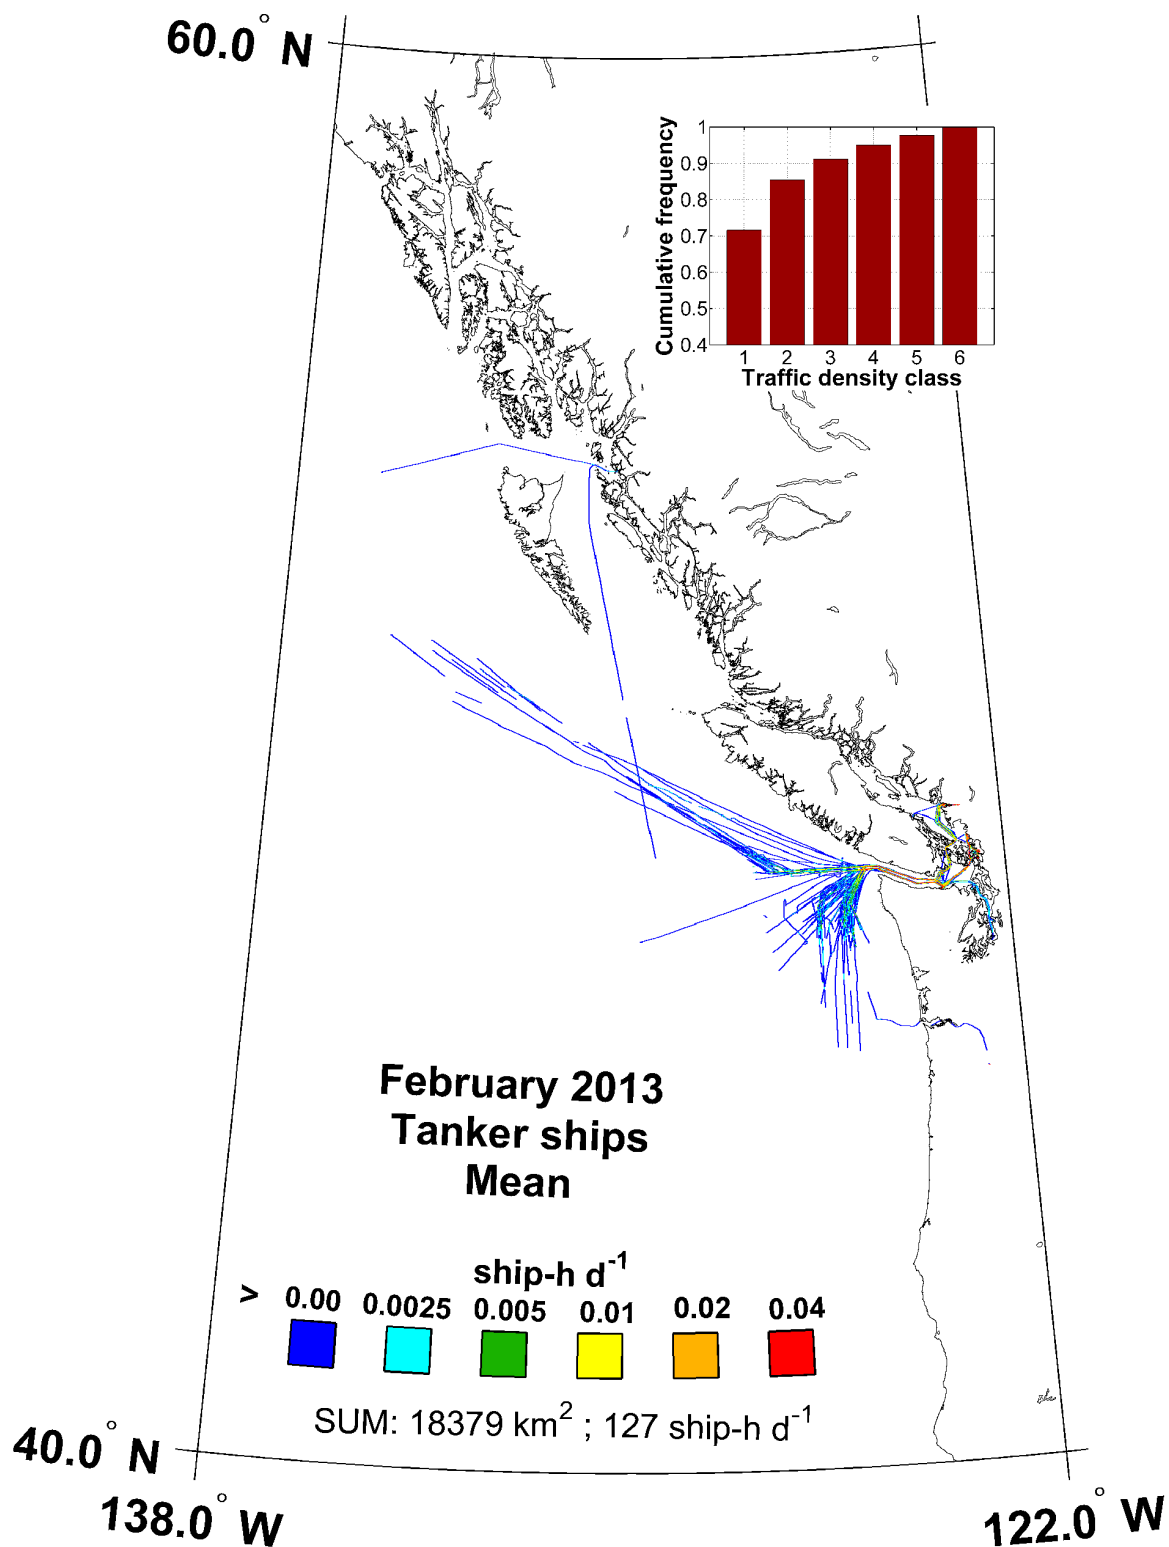 60.0° N
Cumulative frequency
1
0.9
0.8
0.7
0.6
0.5
0.4
1 2 3 4 5 6
Traffic density class
February 2013
Tanker ships
Mean
ship-h d⁻¹
> 0.00 0.0025 0.005 0.01 0.02 0.04
SUM: 18379 km² ; 127 ship-h d⁻¹
40.0° N
138.0° W
122.0° W